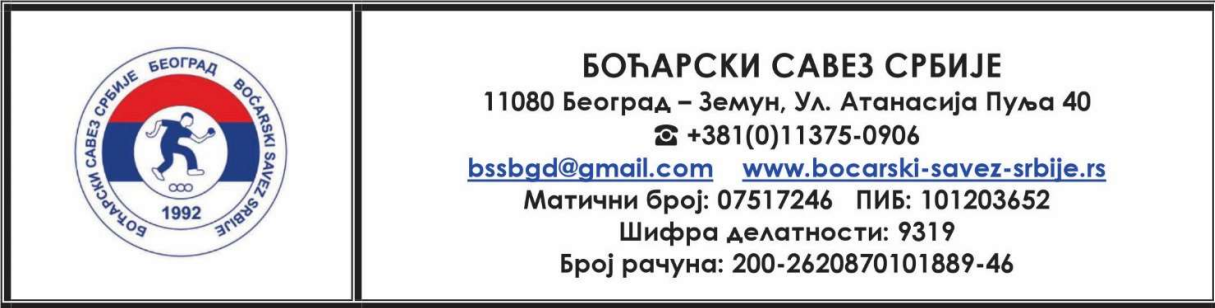 БОЋАРСКИ САВЕЗ СРБИЈЕ БЕОГРАД BOĆARSKI SAVEZ SRBIJE
1992
БОЋАРСКИ САВЕЗ СРБИЈЕ
11080 Београд – Земун, Ул. Атанасија Пуља 40
☎ +381(0)11375-0906
bssbgd@gmail.com www.bocarski-savez-srbije.rs
Матични број: 07517246 ПИБ: 101203652
Шифра делатности: 9319
Број рачуна: 200-2620870101889-46